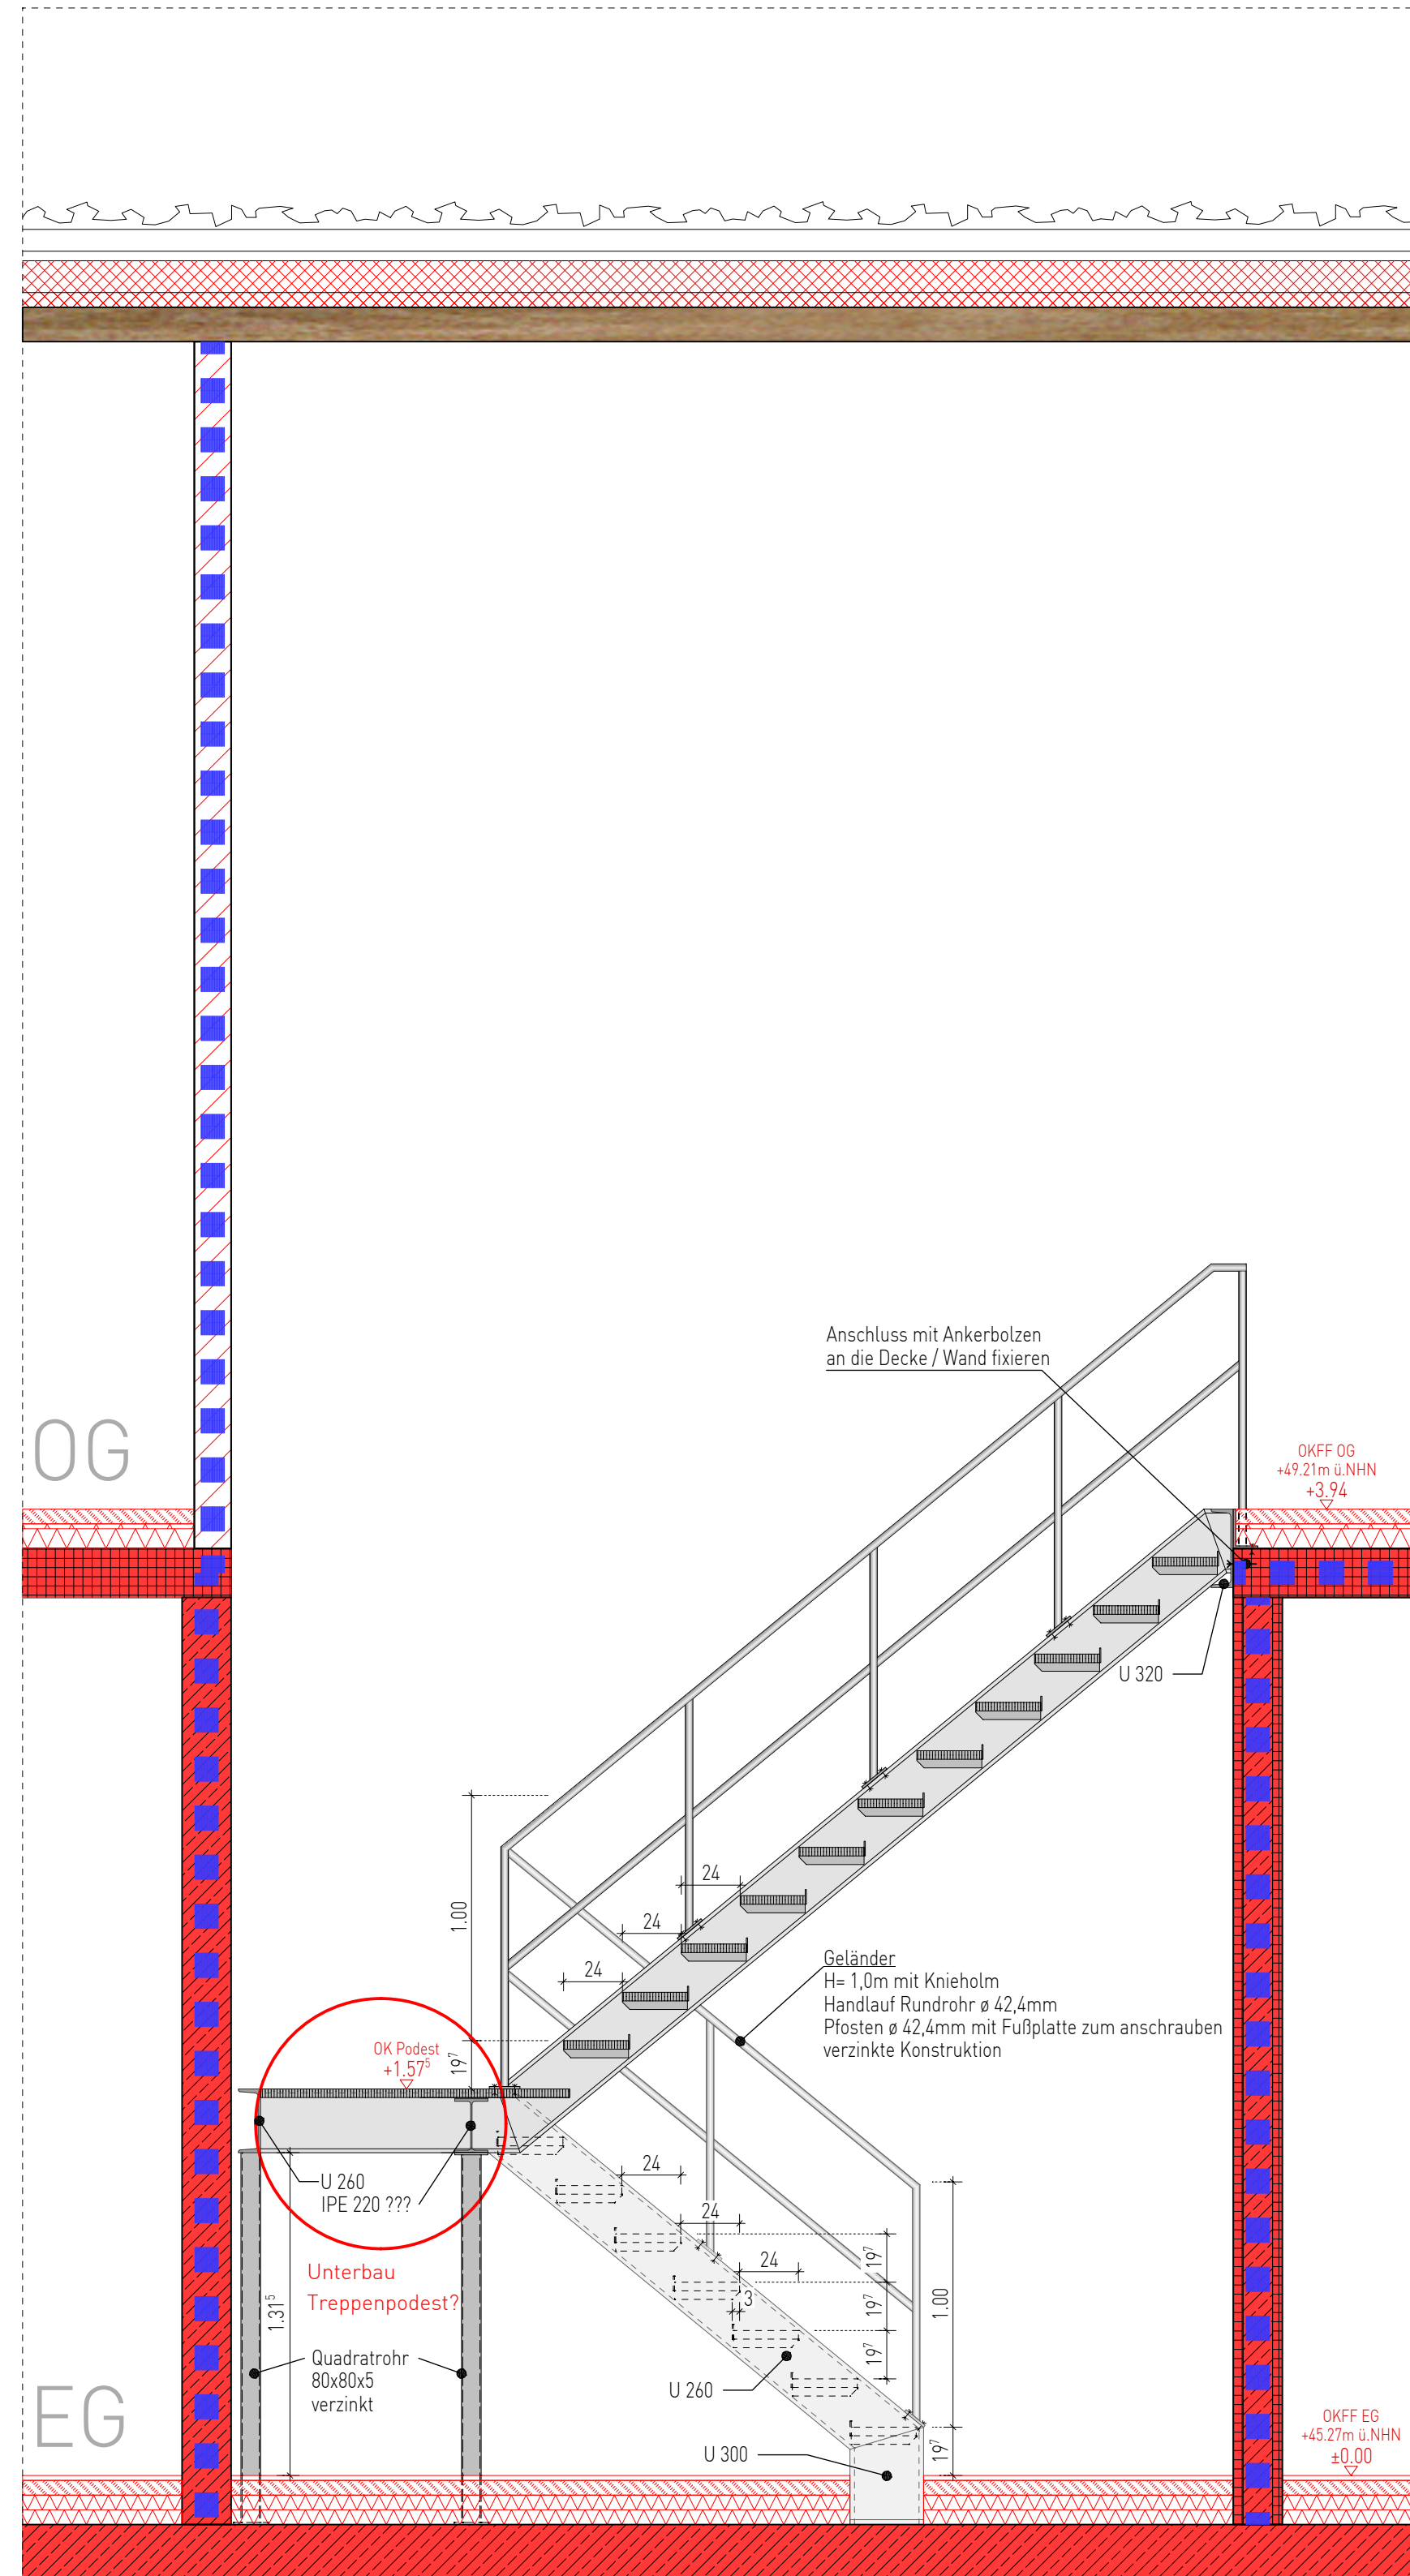 Anschluss mit Ankerbolzen
an die Decke / Wand fixieren
OG
OKFF OG
+49.21m ü.NHN
+3.94
U 320
1.00
24
24
24
Geländer
H= 1,0m mit Knieholm
Handlauf Rundrohr ø 42,4mm
Pfosten ø 42,4mm mit Fußplatte zum anschrauben
verzinkte Konstruktion
OK Podest
+1.57⁵
19⁷
U 260
IPE 220 ???
24
24
24
3
19⁷
19⁷
19⁷
1.00
Unterbau
Treppenpodest?
1.31⁵
Quadratrohr
80x80x5
verzinkt
U 260
EG
U 300
19⁷
OKFF EG
+45.27m ü.NHN
±0.00